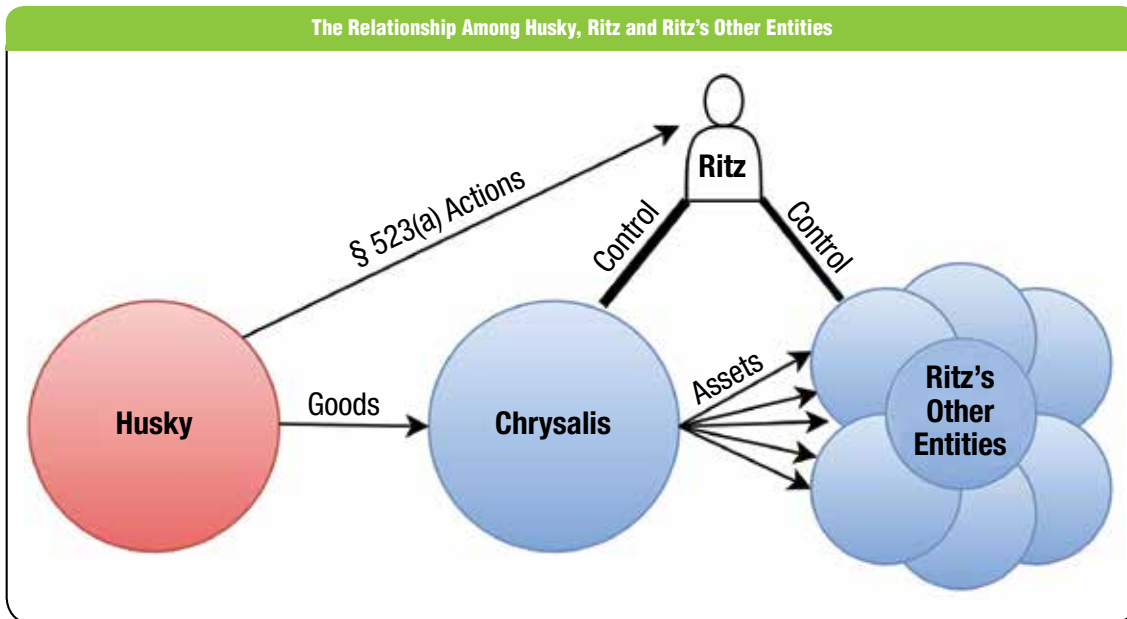 The Relationship Among Husky, Ritz and Ritz's Other Entities
Ritz
§ 523(a) Actions
Control
Control
Husky
Goods
Chrysalis
Assets
Ritz's
Other
Entities